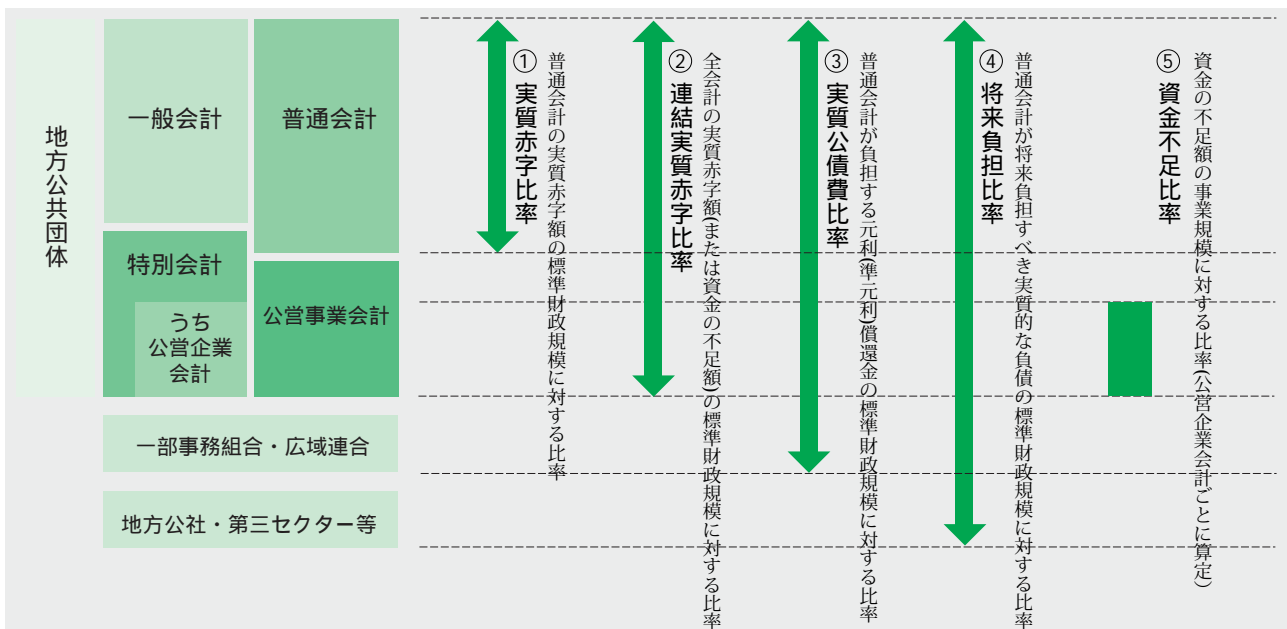 地方公共団体
一般会計
普通会計
特別会計
うち
公営企業
会計
公営事業会計
一部事務組合・広域連合
地方公社・第三セクター等
① 実質赤字比率
普通会計の実質赤字額の標準財政規模に対する比率
② 連結実質赤字比率
全会計の実質赤字額(または資金の不足額)の標準財政規模に対する比率
③ 実質公債費比率
普通会計が負担する元利(準元利)償還金の標準財政規模に対する比率
④ 将来負担比率
普通会計が将来負担すべき実質的な負債の標準財政規模に対する比率
⑤ 資金不足比率
資金の不足額の事業規模に対する比率(公営企業会計ごとに算定)